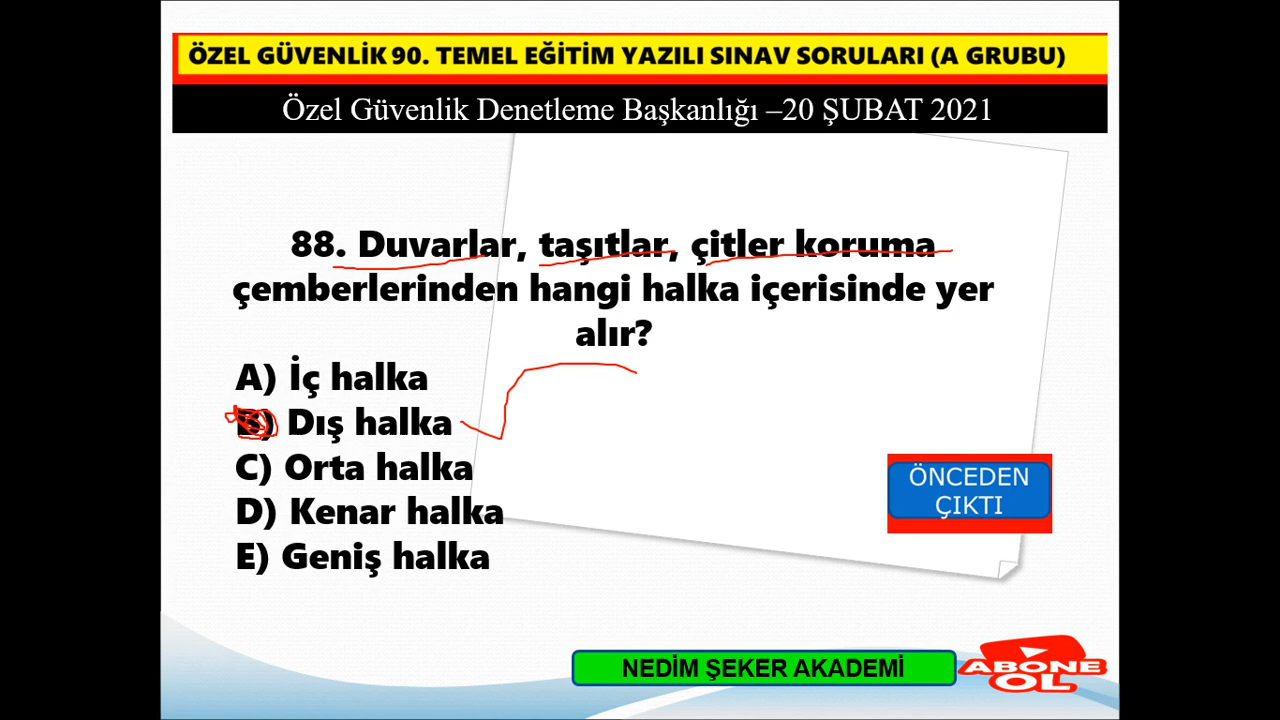 ÖZEL GÜVENLİK 90. TEMEL EĞİTİM YAZILI SINAV SORULARI (A GRUBU)
Özel Güvenlik Denetleme Başkanlığı –20 ŞUBAT 2021
88. Duvarlar, taşıtlar, çitler koruma
çemberlerinden hangi halka içerisinde yer
alır?
A) İç halka
B) Dış halka
C) Orta halka
D) Kenar halka
E) Geniş halka
ÖNCEDEN
ÇIKTI
NEDİM ŞEKER AKADEMİ
ABONE
OL